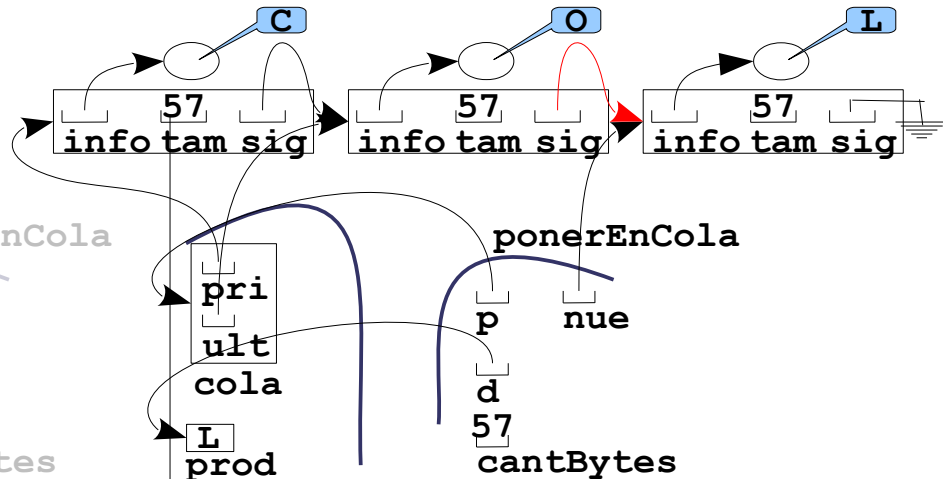 C O L
57 57 57
info tam sig info tam sig info tam sig
nCola ponerEnCola
pri
p nue
ult
cola
d
57
L
tes prod cantBytes